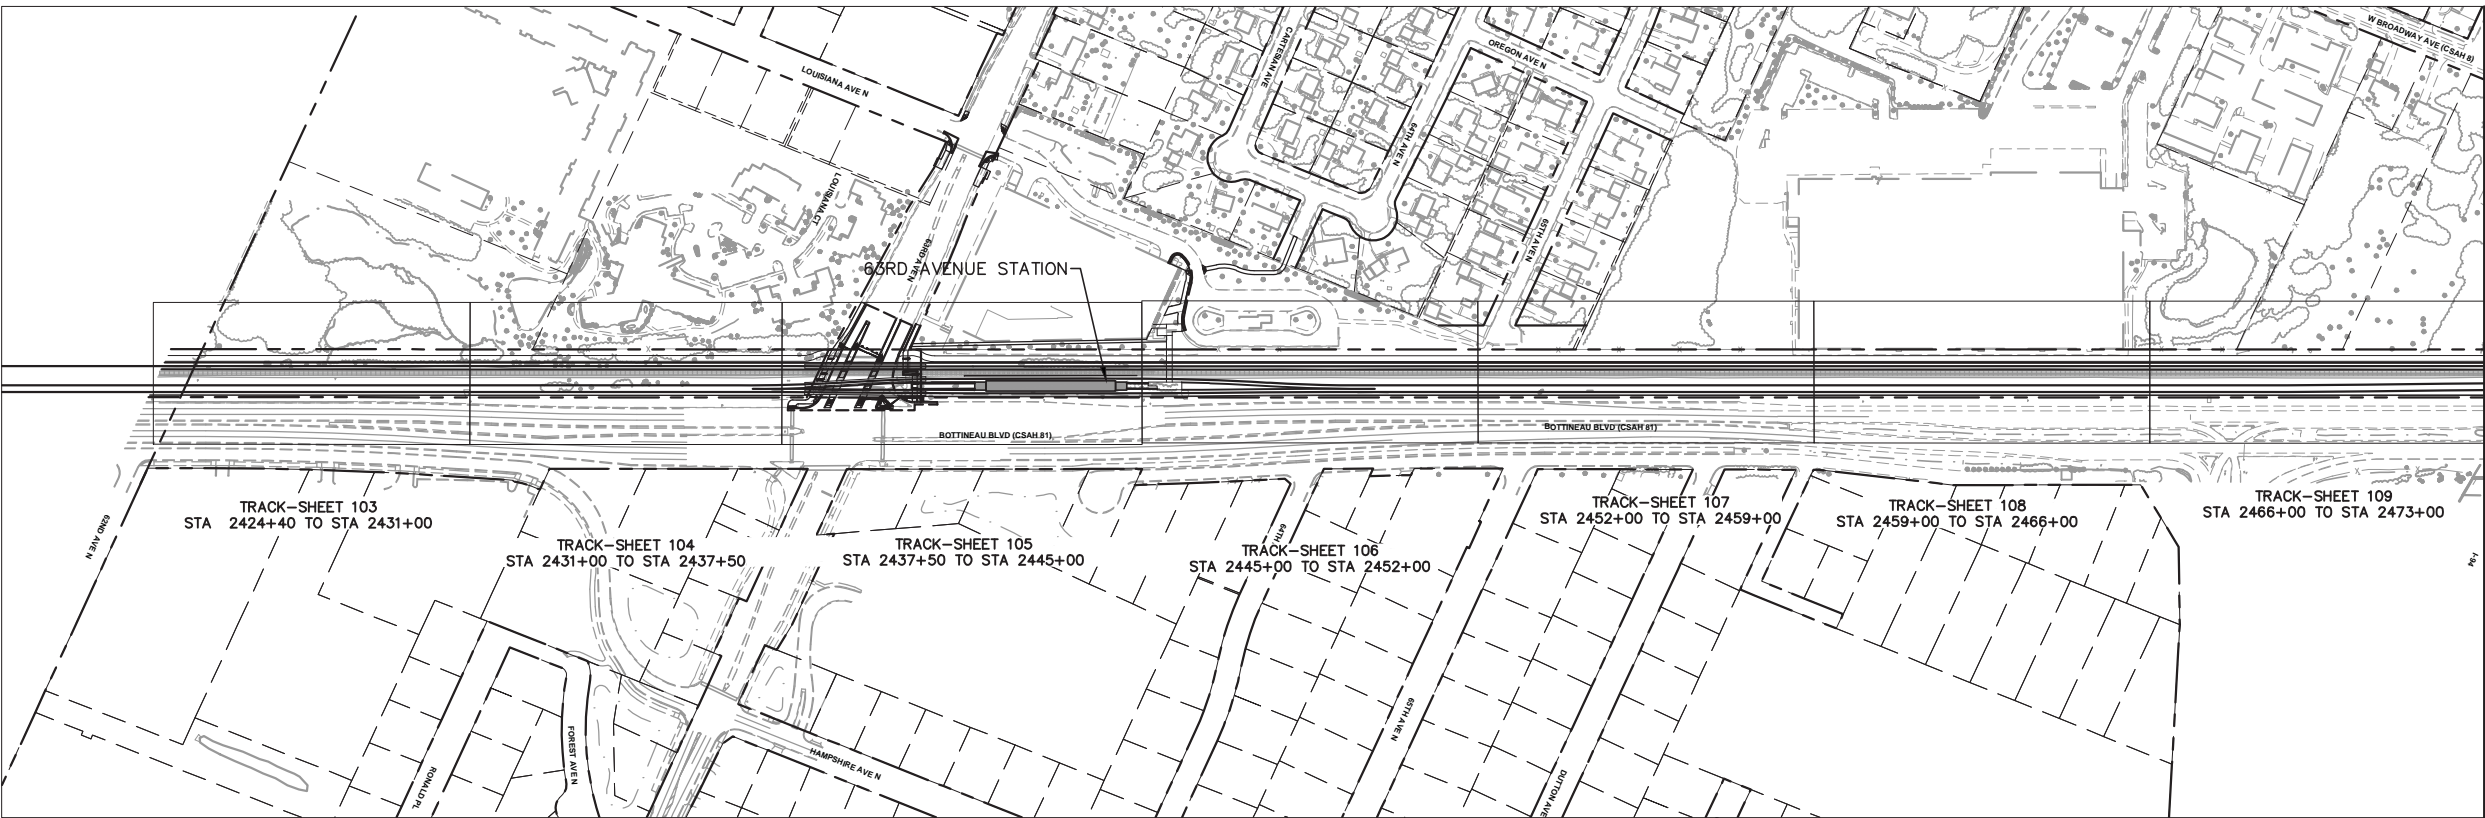 W BROADWAY AVE (CSAH 8)
CARTESIAN AVE
OREGON AVE N
LOUISIANA AVE N
64TH AVE N
LOUISIANA CT
65TH AVE N
63RD AVE N
63RD AVENUE STATION
BOTTINEAU BLVD (CSAH 81)
BOTTINEAU BLVD (CSAH 81)
TRACK-SHEET 103
STA 2424+40 TO STA 2431+00
TRACK-SHEET 104
STA 2431+00 TO STA 2437+50
TRACK-SHEET 105
STA 2437+50 TO STA 2445+00
TRACK-SHEET 106
STA 2445+00 TO STA 2452+00
TRACK-SHEET 107
STA 2452+00 TO STA 2459+00
TRACK-SHEET 108
STA 2459+00 TO STA 2466+00
TRACK-SHEET 109
STA 2466+00 TO STA 2473+00
62ND AVE N
64TH
I-94
65TH AVE N
FOREST AVE N
HAMPSHIRE AVE N
RONALD PL
DUTTON AVE